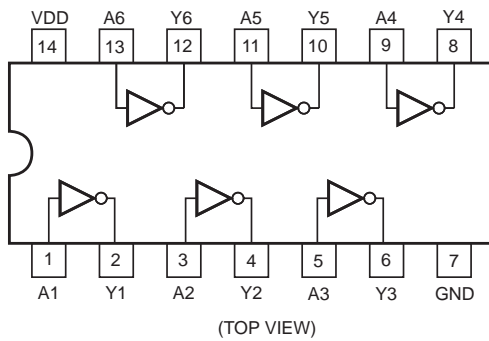 VDD A6 Y6 A5 Y5 A4 Y4
14 13 12 11 10 9 8
1 2 3 4 5 6 7
A1 Y1 A2 Y2 A3 Y3 GND
(TOP VIEW)